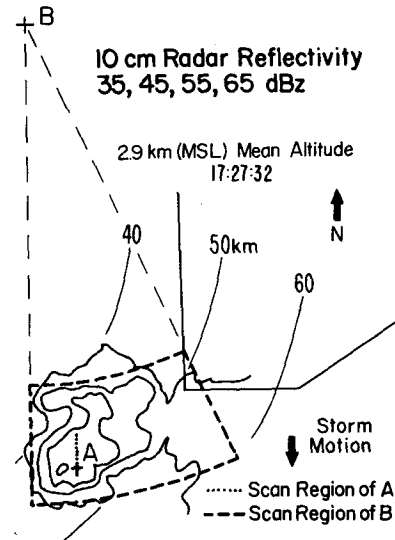 B
10 cm Radar Reflectivity
35, 45, 55, 65 dBz
2.9 km (MSL) Mean Altitude
17:27:32
N
40
50km
60
A
Storm
Motion
Scan Region of A
Scan Region of B